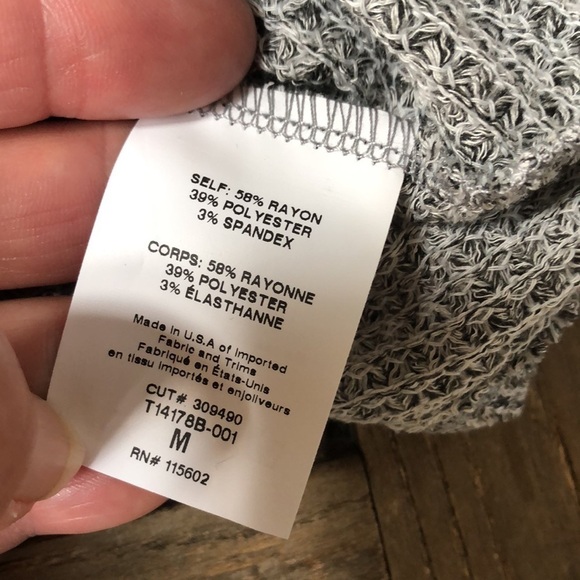 SELF: 58% RAYON
39% POLYESTER
3% SPANDEX
CORPS: 58% RAYONNE
39% POLYESTER
3% ÉLASTHANNE
Made in U.S.A of Imported
Fabric and Trims
Fabriqué en États-Unis
en tissu importés et enjoliveurs
CUT# 309490
T14178B-001
M
RN# 115602